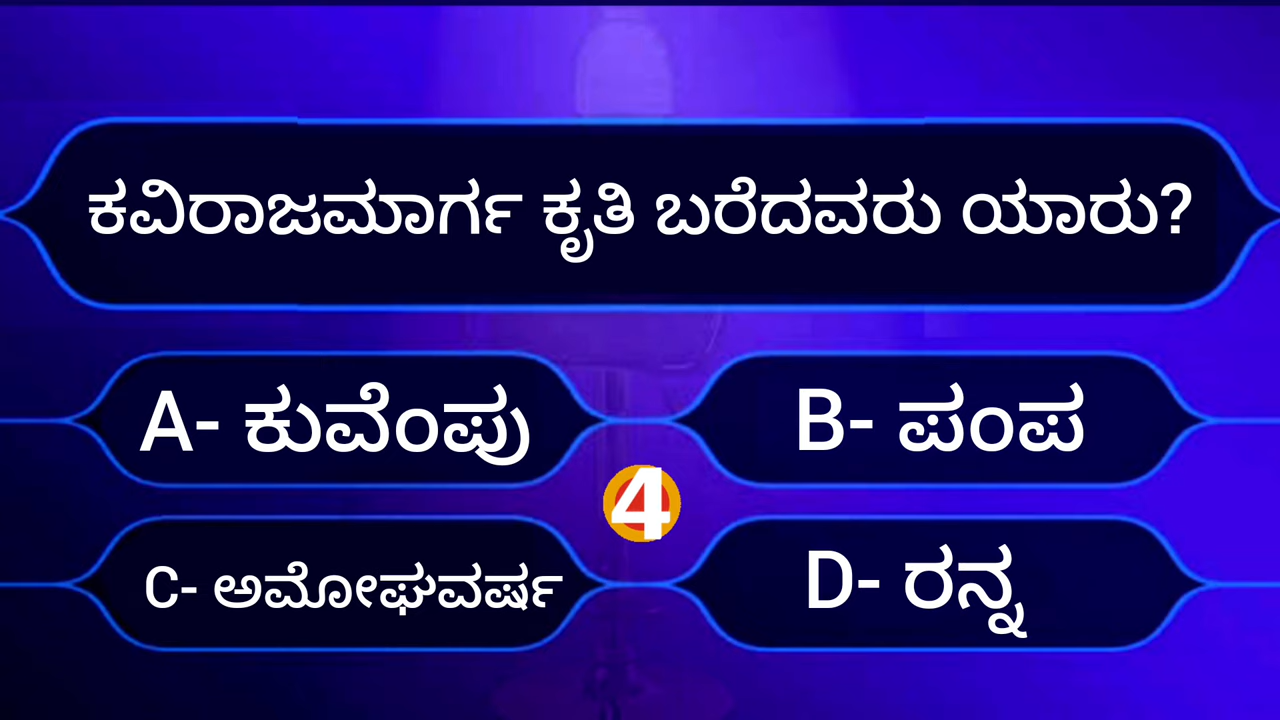 ಕವಿರಾಜಮಾರ್ಗ ಕೃತಿ ಬರೆದವರು ಯಾರು?
A- ಕುವೆಂಪು
B- ಪಂಪ
4
C- ಅಮೋಘವರ್ಷ
D- ರನ್ನ